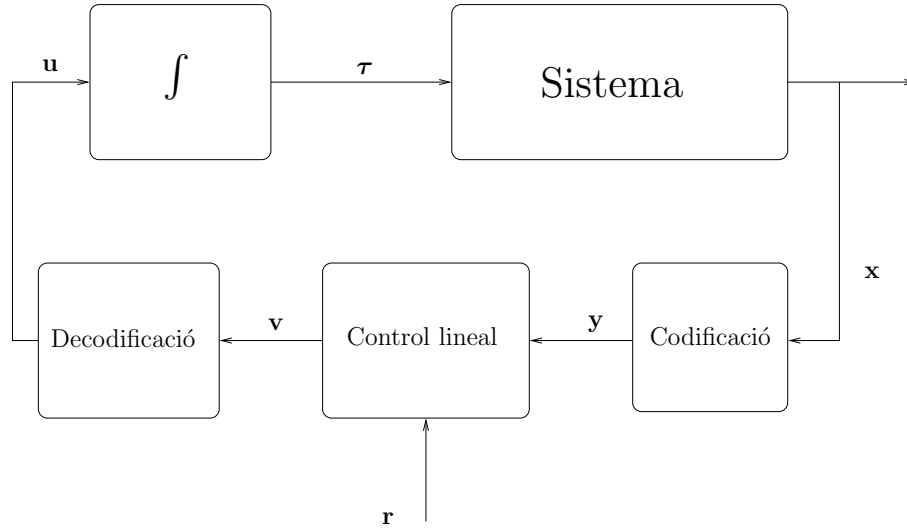 u
∫
τ
Sistema
x
Decodificació
v
Control lineal
y
Codificació
r